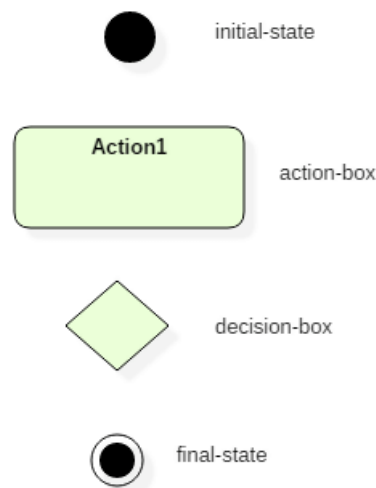 initial-state
Action1
action-box
decision-box
final-state